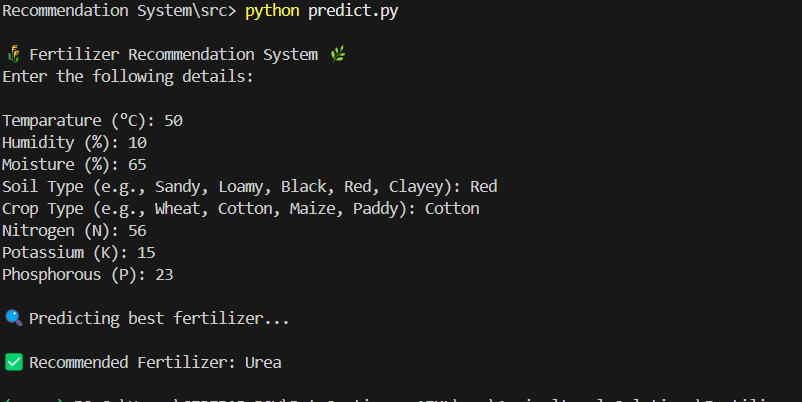 Recommendation System\src> python predict.py
🌾 Fertilizer Recommendation System 🌿
Enter the following details:
Temparature (°C): 50
Humidity (%): 10
Moisture (%): 65
Soil Type (e.g., Sandy, Loamy, Black, Red, Clayey): Red
Crop Type (e.g., Wheat, Cotton, Maize, Paddy): Cotton
Nitrogen (N): 56
Potassium (K): 15
Phosphorous (P): 23
🔍 Predicting best fertilizer...
✅ Recommended Fertilizer: Urea